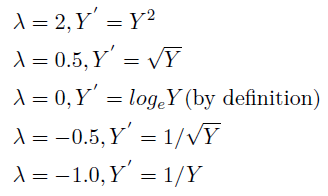 λ = 2, Y′ = Y²
λ = 0.5, Y′ = √Y
λ = 0, Y′ = logₑY(by definition)
λ = −0.5, Y′ = 1/√Y
λ = −1.0, Y′ = 1/Y